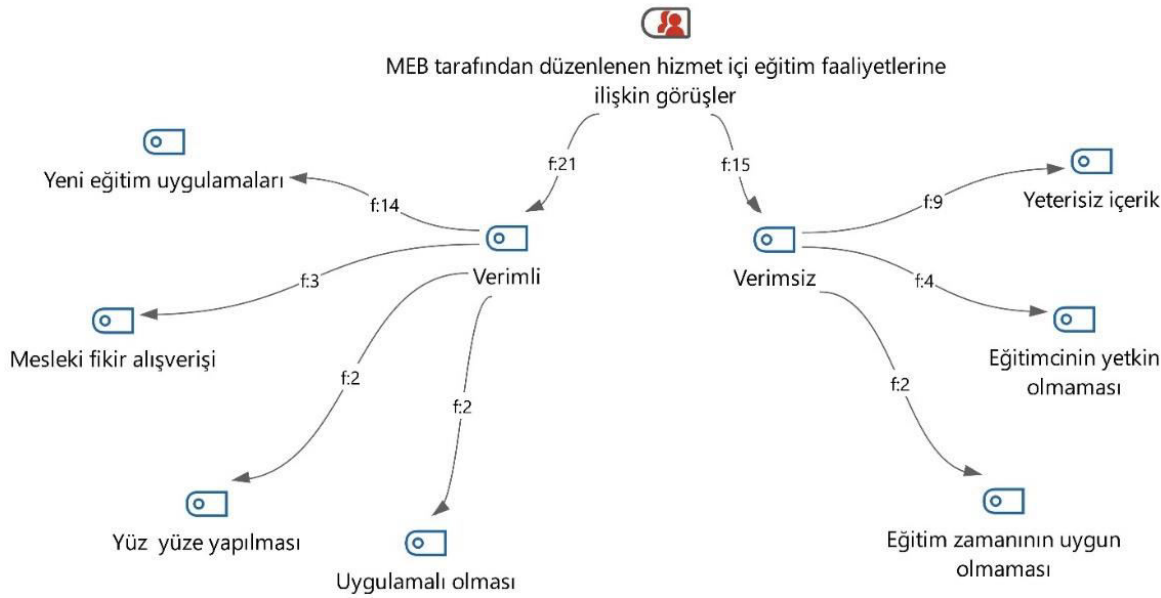 MEB tarafından düzenlenen hizmet içi eğitim faaliyetlerine
ilişkin görüşler
f:21
f:15
Yeni eğitim uygulamaları
f:14
f:9
Yeterisiz içerik
Verimli
Verimsiz
f:3
f:4
Mesleki fikir alışverişi
Eğitimcinin yetkin
olmaması
f:2
f:2
f:2
Yüz yüze yapılması
Uygulamalı olması
Eğitim zamanının uygun
olmaması